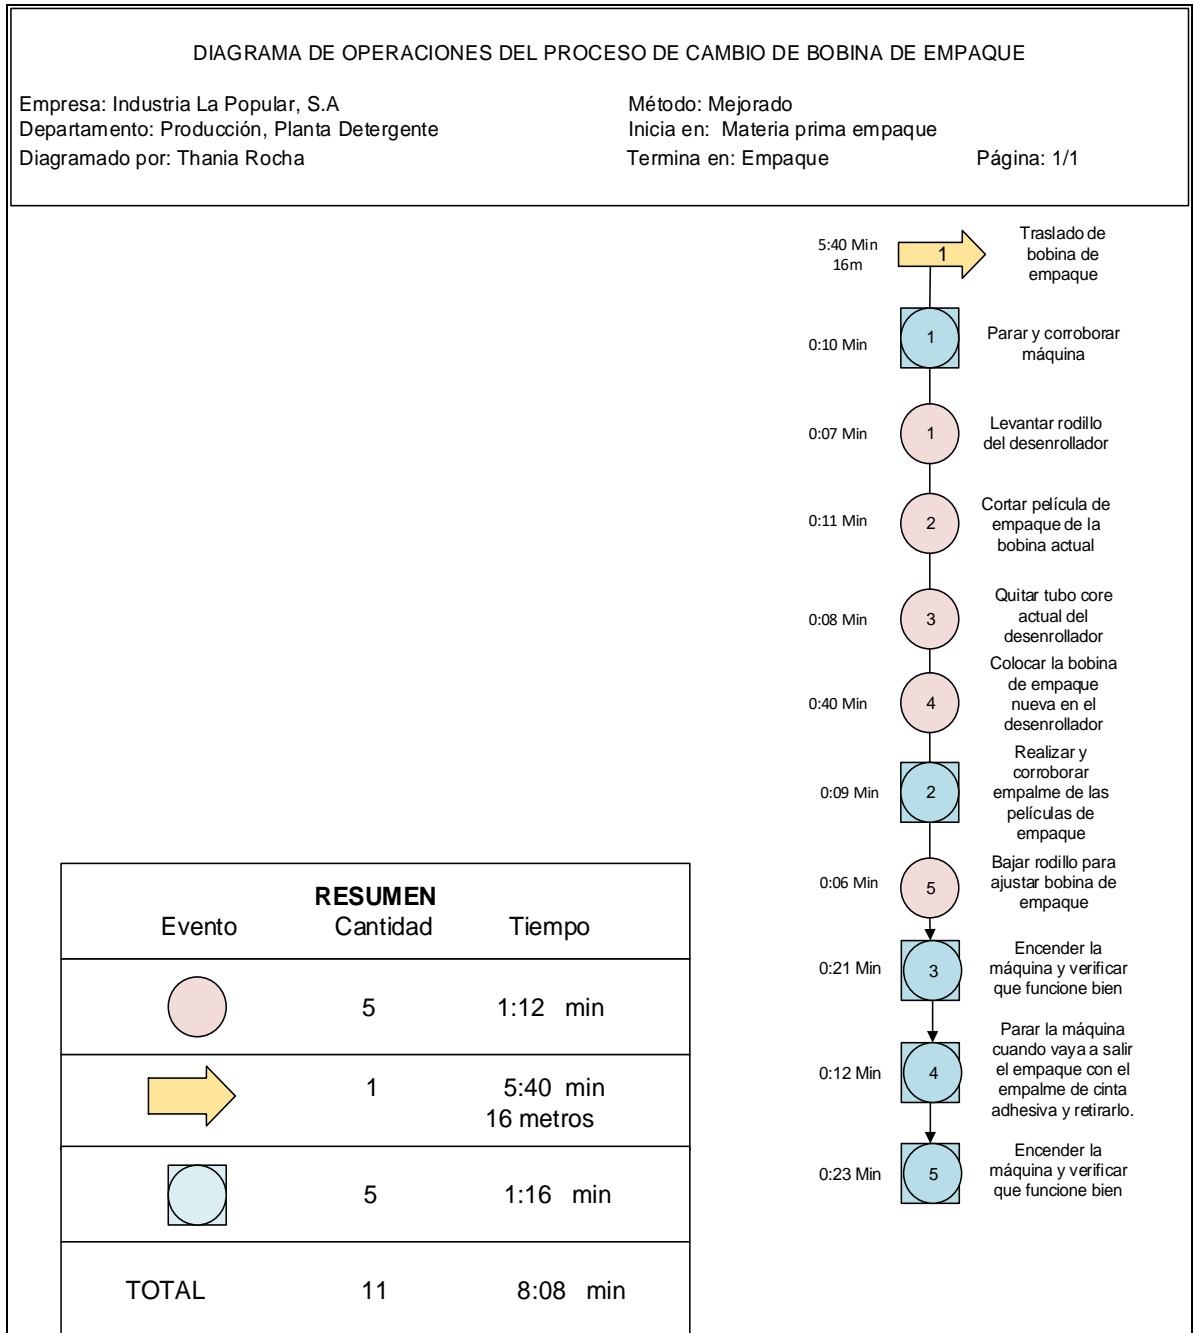 DIAGRAMA DE OPERACIONES DEL PROCESO DE CAMBIO DE BOBINA DE EMPAQUE
Empresa: Industria La Popular, S.A
Método: Mejorado
Departamento: Producción, Planta Detergente
Inicia en: Materia prima empaque
Diagramado por: Thania Rocha
Termina en: Empaque
Página: 1/1
5:40 Min
16m
1
Traslado de
bobina de
empaque
0:10 Min
1
Parar y corroborar
máquina
0:07 Min
1
Levantar rodillo
del desenrollador
0:11 Min
2
Cortar película de
empaque de la
bobina actual
0:08 Min
3
Quitar tubo core
actual del
desenrollador
0:40 Min
4
Colocar la bobina
de empaque
nueva en el
desenrollador
0:09 Min
2
Realizar y
corroborar
empalme de las
películas de
empaque
0:06 Min
5
Bajar rodillo para
ajustar bobina de
empaque
0:21 Min
3
Encender la
máquina y verificar
que funcione bien
0:12 Min
4
Parar la máquina
cuando vaya a salir
el empaque con el
empalme de cinta
adhesiva y retirarlo.
0:23 Min
5
Encender la
máquina y verificar
que funcione bien
RESUMEN
Evento Cantidad Tiempo
5 1:12 min
1 5:40 min
16 metros
5 1:16 min
TOTAL 11 8:08 min